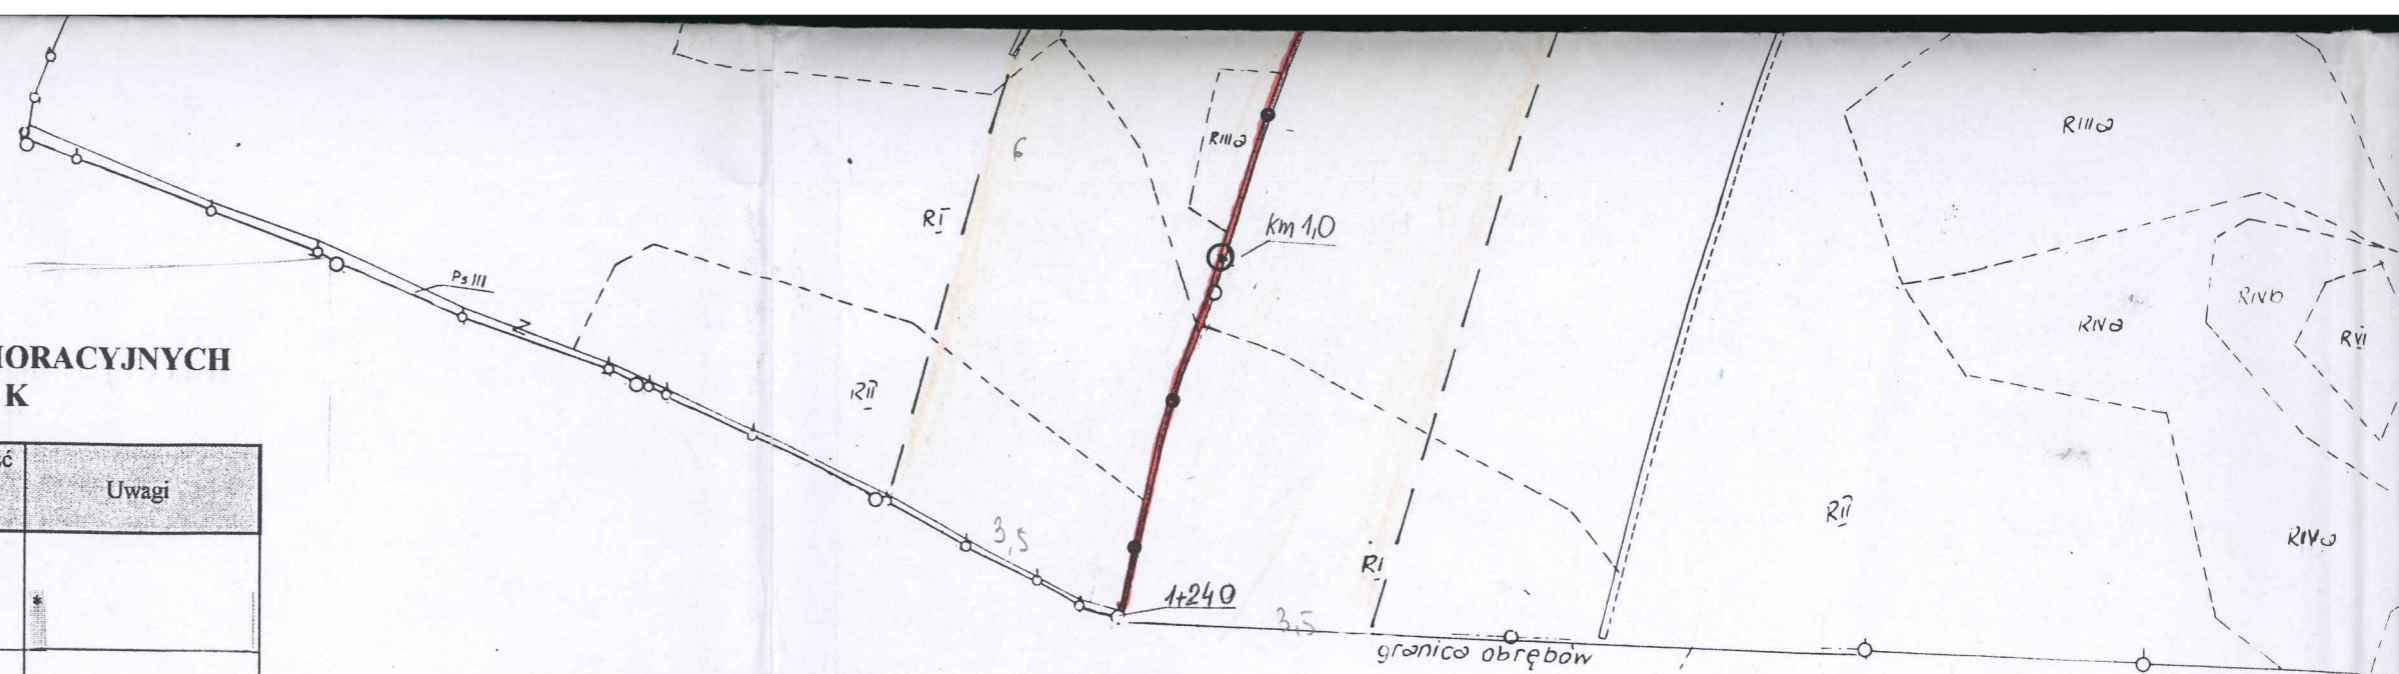 RIIIa
6
RIIIa
RI
km 1,0
Ps III
N
RIVb
RIVa
RVI
IORACYJNYCH
K
RII
ć
Uwagi
RII
3,5
RIVa
RI
*
1+240
3,5
granica obrębów